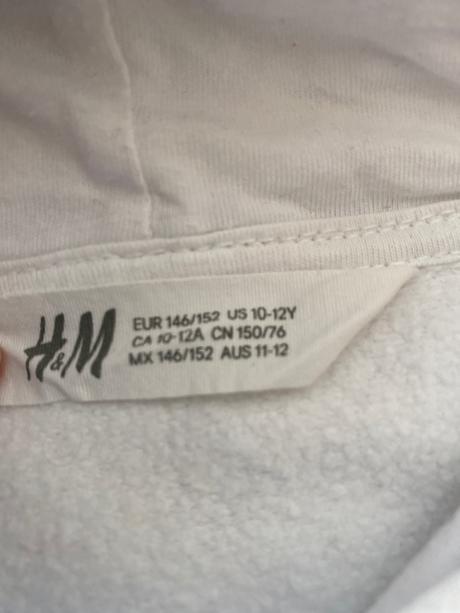 H&M
EUR 146/152 US 10-12Y
CA 10-12A CN 150/76
MX 146/152 AUS 11-12